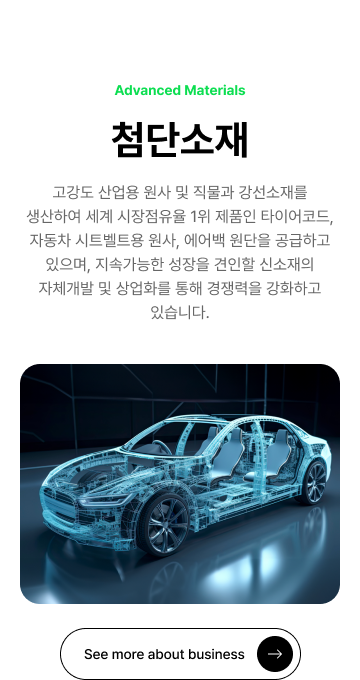 Advanced Materials
첨단소재
고강도 산업용 원사 및 직물과 강선소재를
생산하여 세계 시장점유율 1위 제품인 타이어코드,
자동차 시트벨트용 원사, 에어백 원단을 공급하고
있으며, 지속가능한 성장을 견인할 신소재의
자체개발 및 상업화를 통해 경쟁력을 강화하고
있습니다.
See more about business